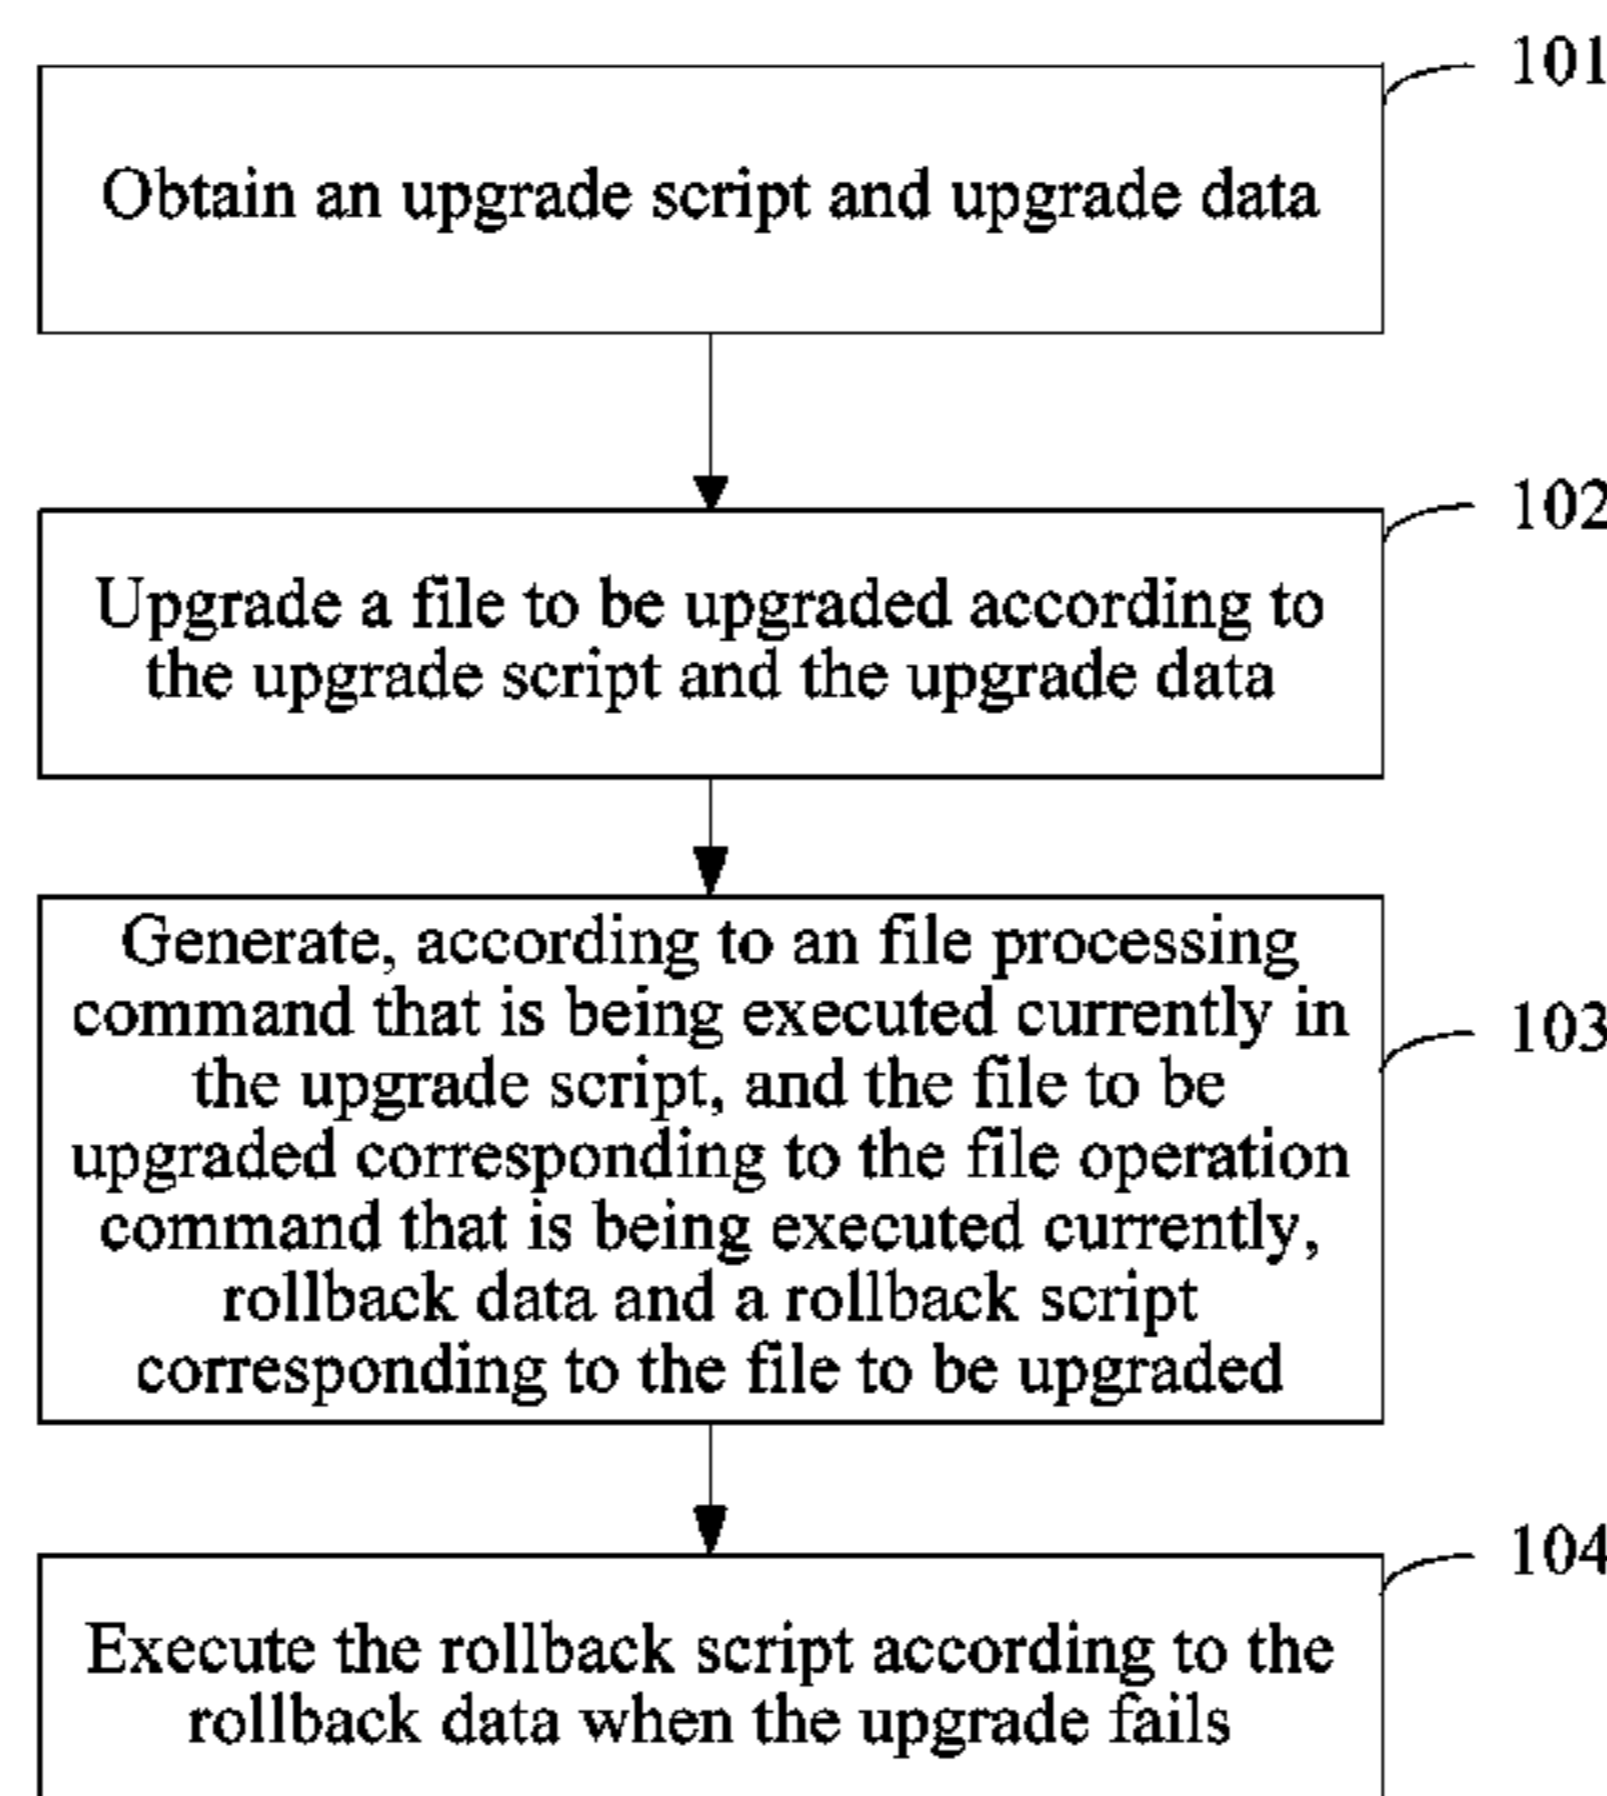 101
Obtain an upgrade script and upgrade data
102
Upgrade a file to be upgraded according to
the upgrade script and the upgrade data
Generate, according to an file processing
command that is being executed currently in
the upgrade script, and the file to be
upgraded corresponding to the file operation
command that is being executed currently,
rollback data and a rollback script
corresponding to the file to be upgraded
103
104
Execute the rollback script according to the
rollback data when the upgrade fails